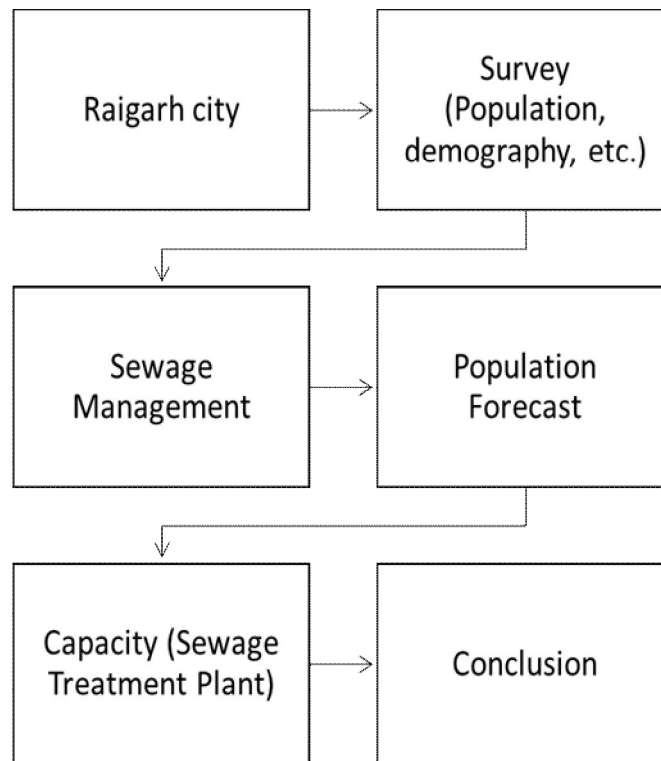 Raigarh city
Survey
(Population,
demography, etc.)
Sewage
Management
Population
Forecast
Capacity (Sewage
Treatment Plant)
Conclusion